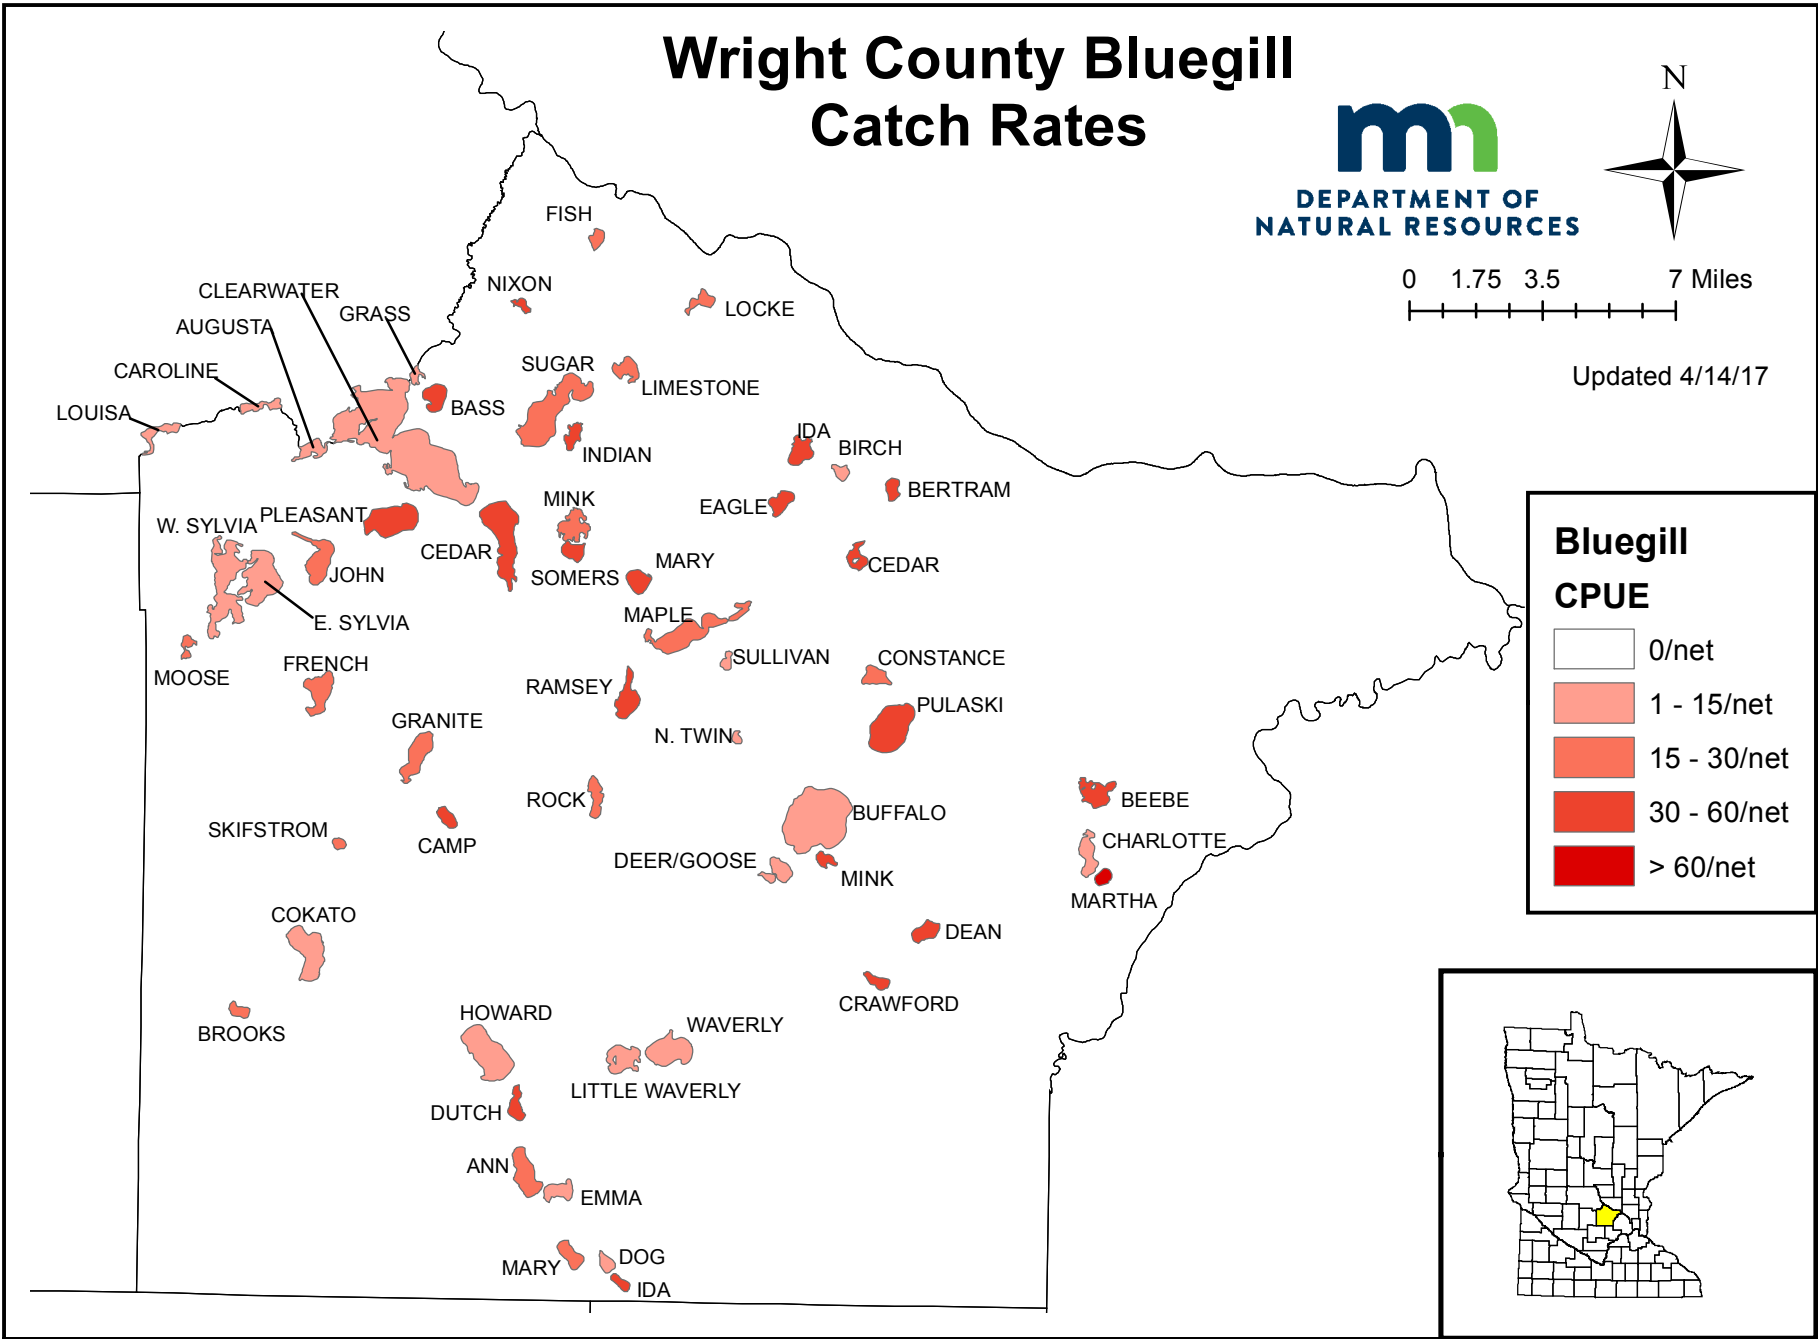 Wright County Bluegill
Catch Rates
N
mn
DEPARTMENT OF
NATURAL RESOURCES
0 1.75 3.5 7 Miles
Updated 4/14/17
FISH
NIXON
LOCKE
CLEARWATER
GRASS
AUGUSTA
CAROLINE
LOUISA
SUGAR
LIMESTONE
BASS
INDIAN
IDA
BIRCH
BERTRAM
EAGLE
MINK
W. SYLVIA
PLEASANT
CEDAR
JOHN
SOMERS
MARY
CEDAR
MAPLE
E. SYLVIA
SULLIVAN
CONSTANCE
MOOSE
FRENCH
RAMSEY
PULASKI
GRANITE
N. TWIN
ROCK
BEEBE
BUFFALO
SKIFSTROM
CAMP
CHARLOTTE
DEER/GOOSE
MINK
MARTHA
COKATO
DEAN
CRAWFORD
BROOKS
HOWARD
WAVERLY
LITTLE WAVERLY
DUTCH
ANN
EMMA
MARY
DOG
IDA
Bluegill
CPUE
0/net
1 - 15/net
15 - 30/net
30 - 60/net
> 60/net